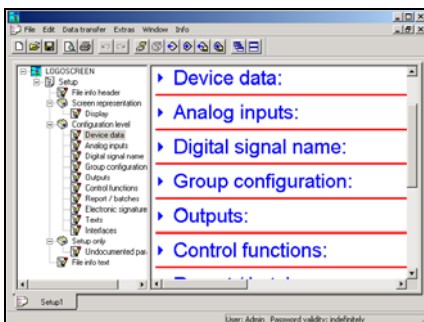 File Edit Data transfer Extras Window Info
LOGOSCREEN
Setup
File info header
Screen representation
Display
Configuration level
Device data
Analog inputs
Digital signal name
Group configuration
Outputs
Control functions
Report / batches
Electronic signature
Texts
Interfaces
Setup only
Undocumented par
File info text
Device data:
Analog inputs:
Digital signal name:
Group configuration:
Outputs:
Control functions:
Setup1
User: Admin Password validity: indefinitely